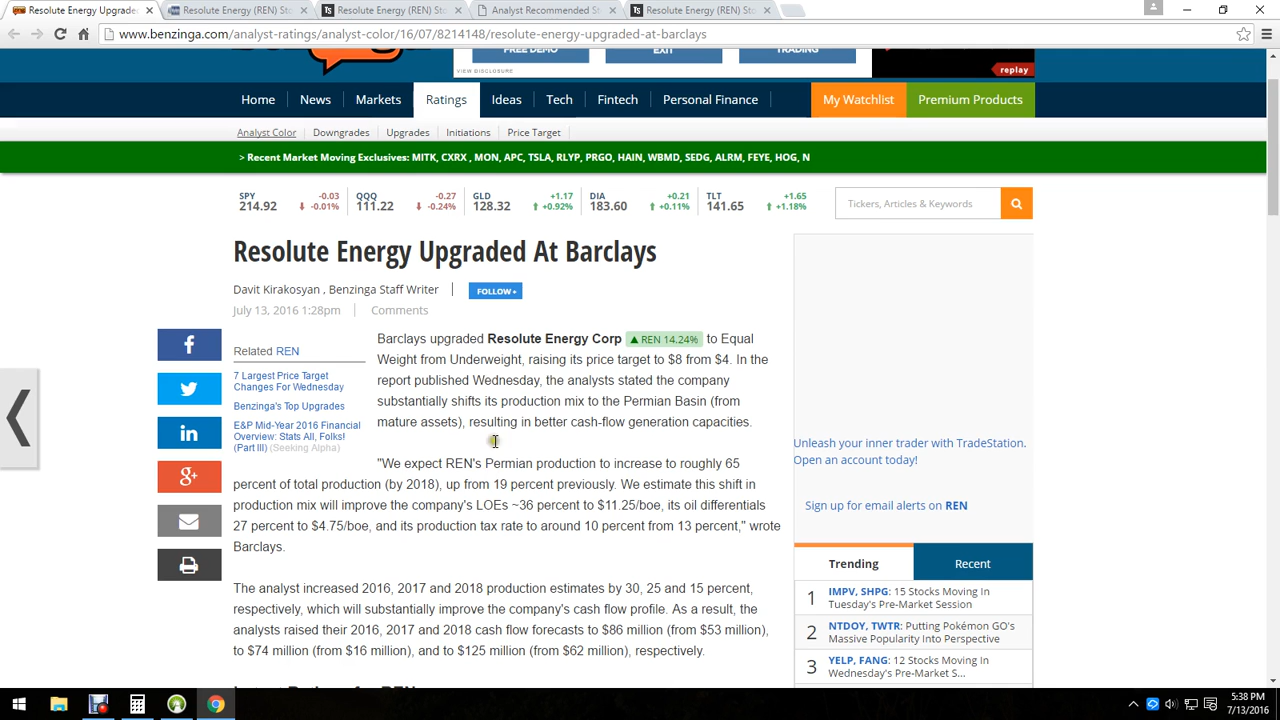 Resolute Energy Upgrade
Resolute Energy (REN) Sto
Resolute Energy (REN) Sto
Analyst Recommended St
Resolute Energy (REN) Sto
www.benzinga.com/analyst-ratings/analyst-color/16/07/8214148/resolute-energy-upgraded-at-barclays
FREE DEMO
EXIT
TRADING
VIEW DISCLOSURE
replay
Home
News
Markets
Ratings
Ideas
Tech
Fintech
Personal Finance
My Watchlist
Premium Products
Analyst Color
Downgrades
Upgrades
Initiations
Price Target
> Recent Market Moving Exclusives: MITK, CXRX , MON, APC, TSLA, RLYP, PRGO, HAIN, WBMD, SEDG, ALRM, FEYE, HOG, N
SPY -0.03
214.92 -0.01%
QQQ -0.27
111.22 -0.24%
GLD +1.17
128.32 +0.92%
DIA +0.21
183.60 +0.11%
TLT +1.65
141.65 +1.18%
Tickers, Articles & Keywords
Resolute Energy Upgraded At Barclays
Davit Kirakosyan , Benzinga Staff Writer
FOLLOW
July 13, 2016 1:28pm
Comments
Related REN
7 Largest Price Target
Changes For Wednesday
Benzinga's Top Upgrades
E&P Mid-Year 2016 Financial
Overview: Stats All, Folks!
(Part III) (Seeking Alpha)
Barclays upgraded Resolute Energy Corp ▲ REN 14.24% to Equal
Weight from Underweight, raising its price target to $8 from $4. In the
report published Wednesday, the analysts stated the company
substantially shifts its production mix to the Permian Basin (from
mature assets), resulting in better cash-flow generation capacities.
"We expect REN's Permian production to increase to roughly 65
percent of total production (by 2018), up from 19 percent previously. We estimate this shift in
production mix will improve the company's LOEs ~36 percent to $11.25/boe, its oil differentials
27 percent to $4.75/boe, and its production tax rate to around 10 percent from 13 percent," wrote
Barclays.
The analyst increased 2016, 2017 and 2018 production estimates by 30, 25 and 15 percent,
respectively, which will substantially improve the company's cash flow profile. As a result, the
analysts raised their 2016, 2017 and 2018 cash flow forecasts to $86 million (from $53 million),
to $74 million (from $16 million), and to $125 million (from $62 million), respectively.
Unleash your inner trader with TradeStation.
Open an account today!
Sign up for email alerts on REN
Trending
Recent
1 IMPV, SHPG: 15 Stocks Moving In
Tuesday's Pre-Market Session
2 NTDOY, TWTR: Putting Pokémon GO's
Massive Popularity Into Perspective
3 YELP, FANG: 12 Stocks Moving In
Wednesday's Pre-Market S...
5:38 PM
7/13/2016